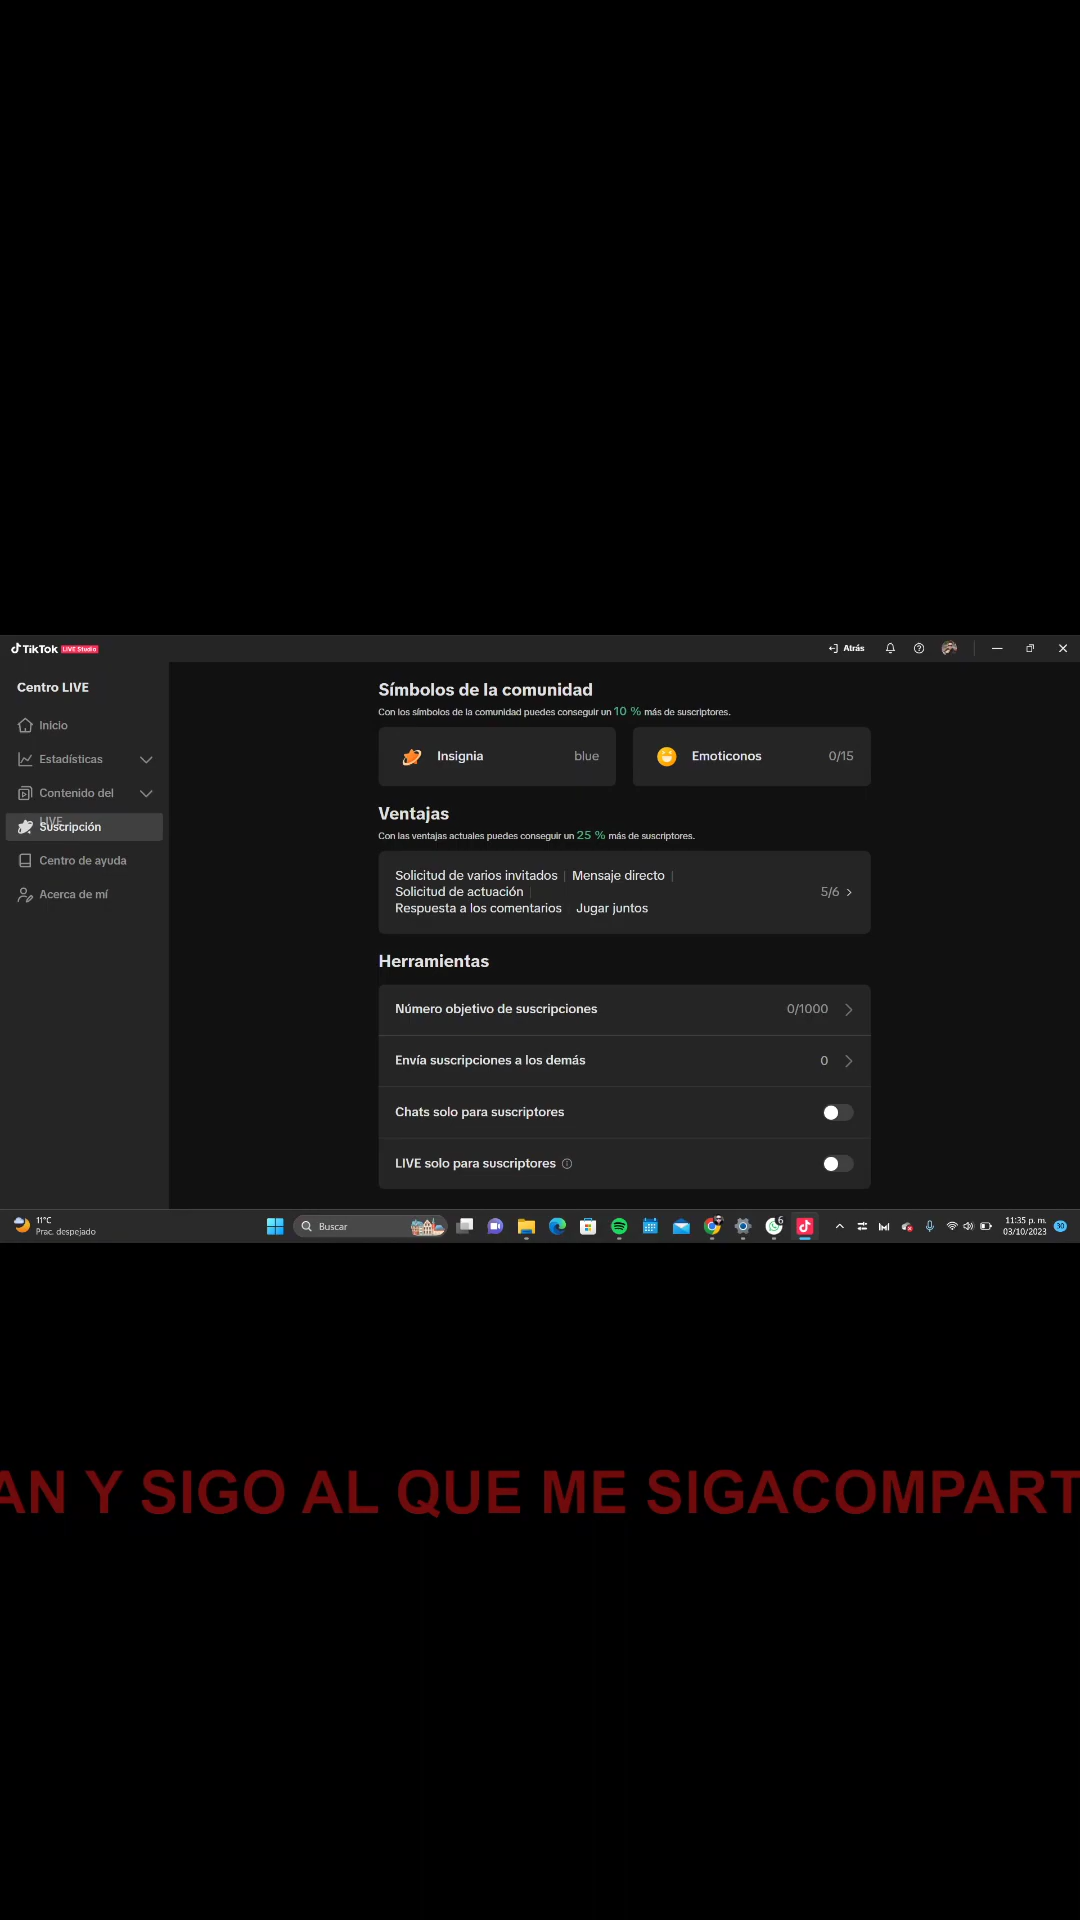 TikTok LIVE Studio
Atrás
Centro LIVE
Inicio
Estadísticas
Contenido del
LIVE
Suscripción
Centro de ayuda
Acerca de mí
Símbolos de la comunidad
Con los símbolos de la comunidad puedes conseguir un 10 % más de suscriptores.
Insignia blue
Emoticonos 0/15
Ventajas
Con las ventajas actuales puedes conseguir un 25 % más de suscriptores.
Solicitud de varios invitados | Mensaje directo |
Solicitud de actuación |
Respuesta a los comentarios | Jugar juntos
5/6
Herramientas
Número objetivo de suscripciones 0/1000
Envía suscripciones a los demás 0
Chats solo para suscriptores
LIVE solo para suscriptores
11°C
Prac. despejado
Buscar
6
11:35 p. m.
03/10/2023
30
AN Y SIGO AL QUE ME SIGACOMPART